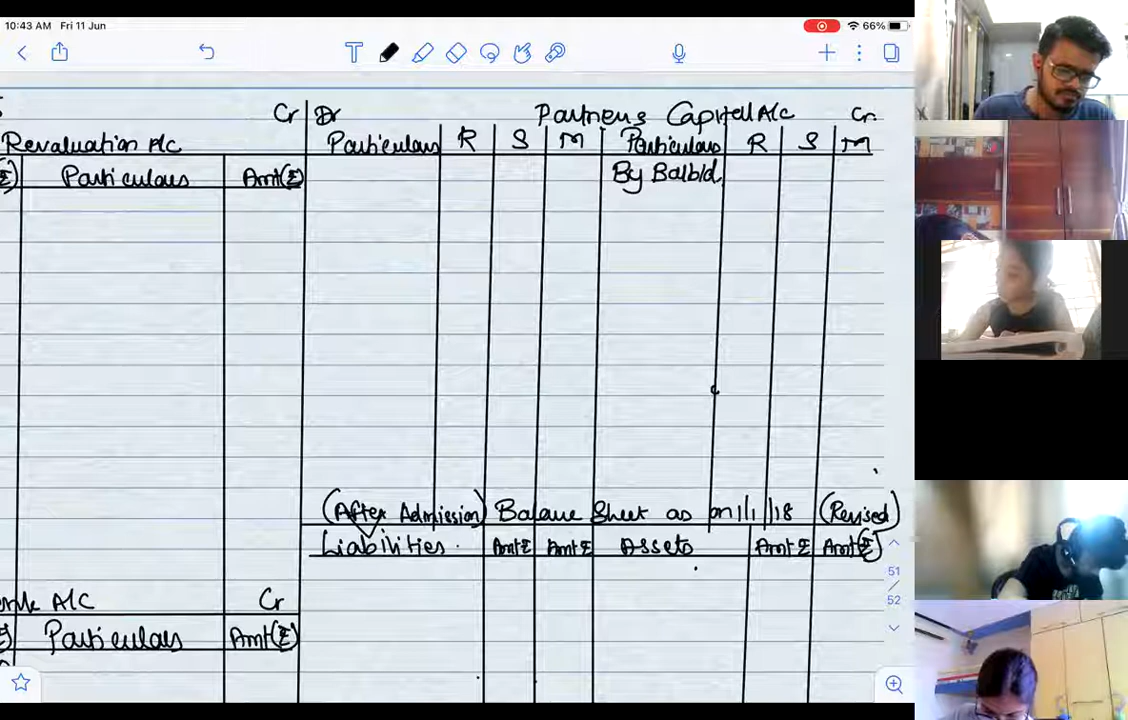 10:43 AM Fri 11 Jun 66%
Cr Dr Partners Capital A/c Cr
Revaluation A/c Particulars R S M Particulars R S M
Particulars Amt(₹) By Bal b/d
(After Admission) Balance Sheet as on 1/1/18 (Revised)
Liabilities Amt ₹ Amt ₹ Assets Amt ₹ Amt(₹)
A/C Cr
Particulars Amt(₹)
51
/
52